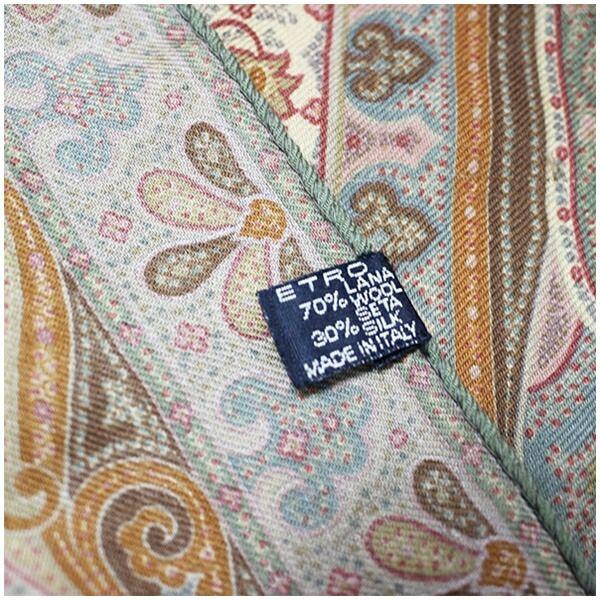 ETRO
LANA
70% WOOL
SETA
30% SILK
MADE IN ITALY